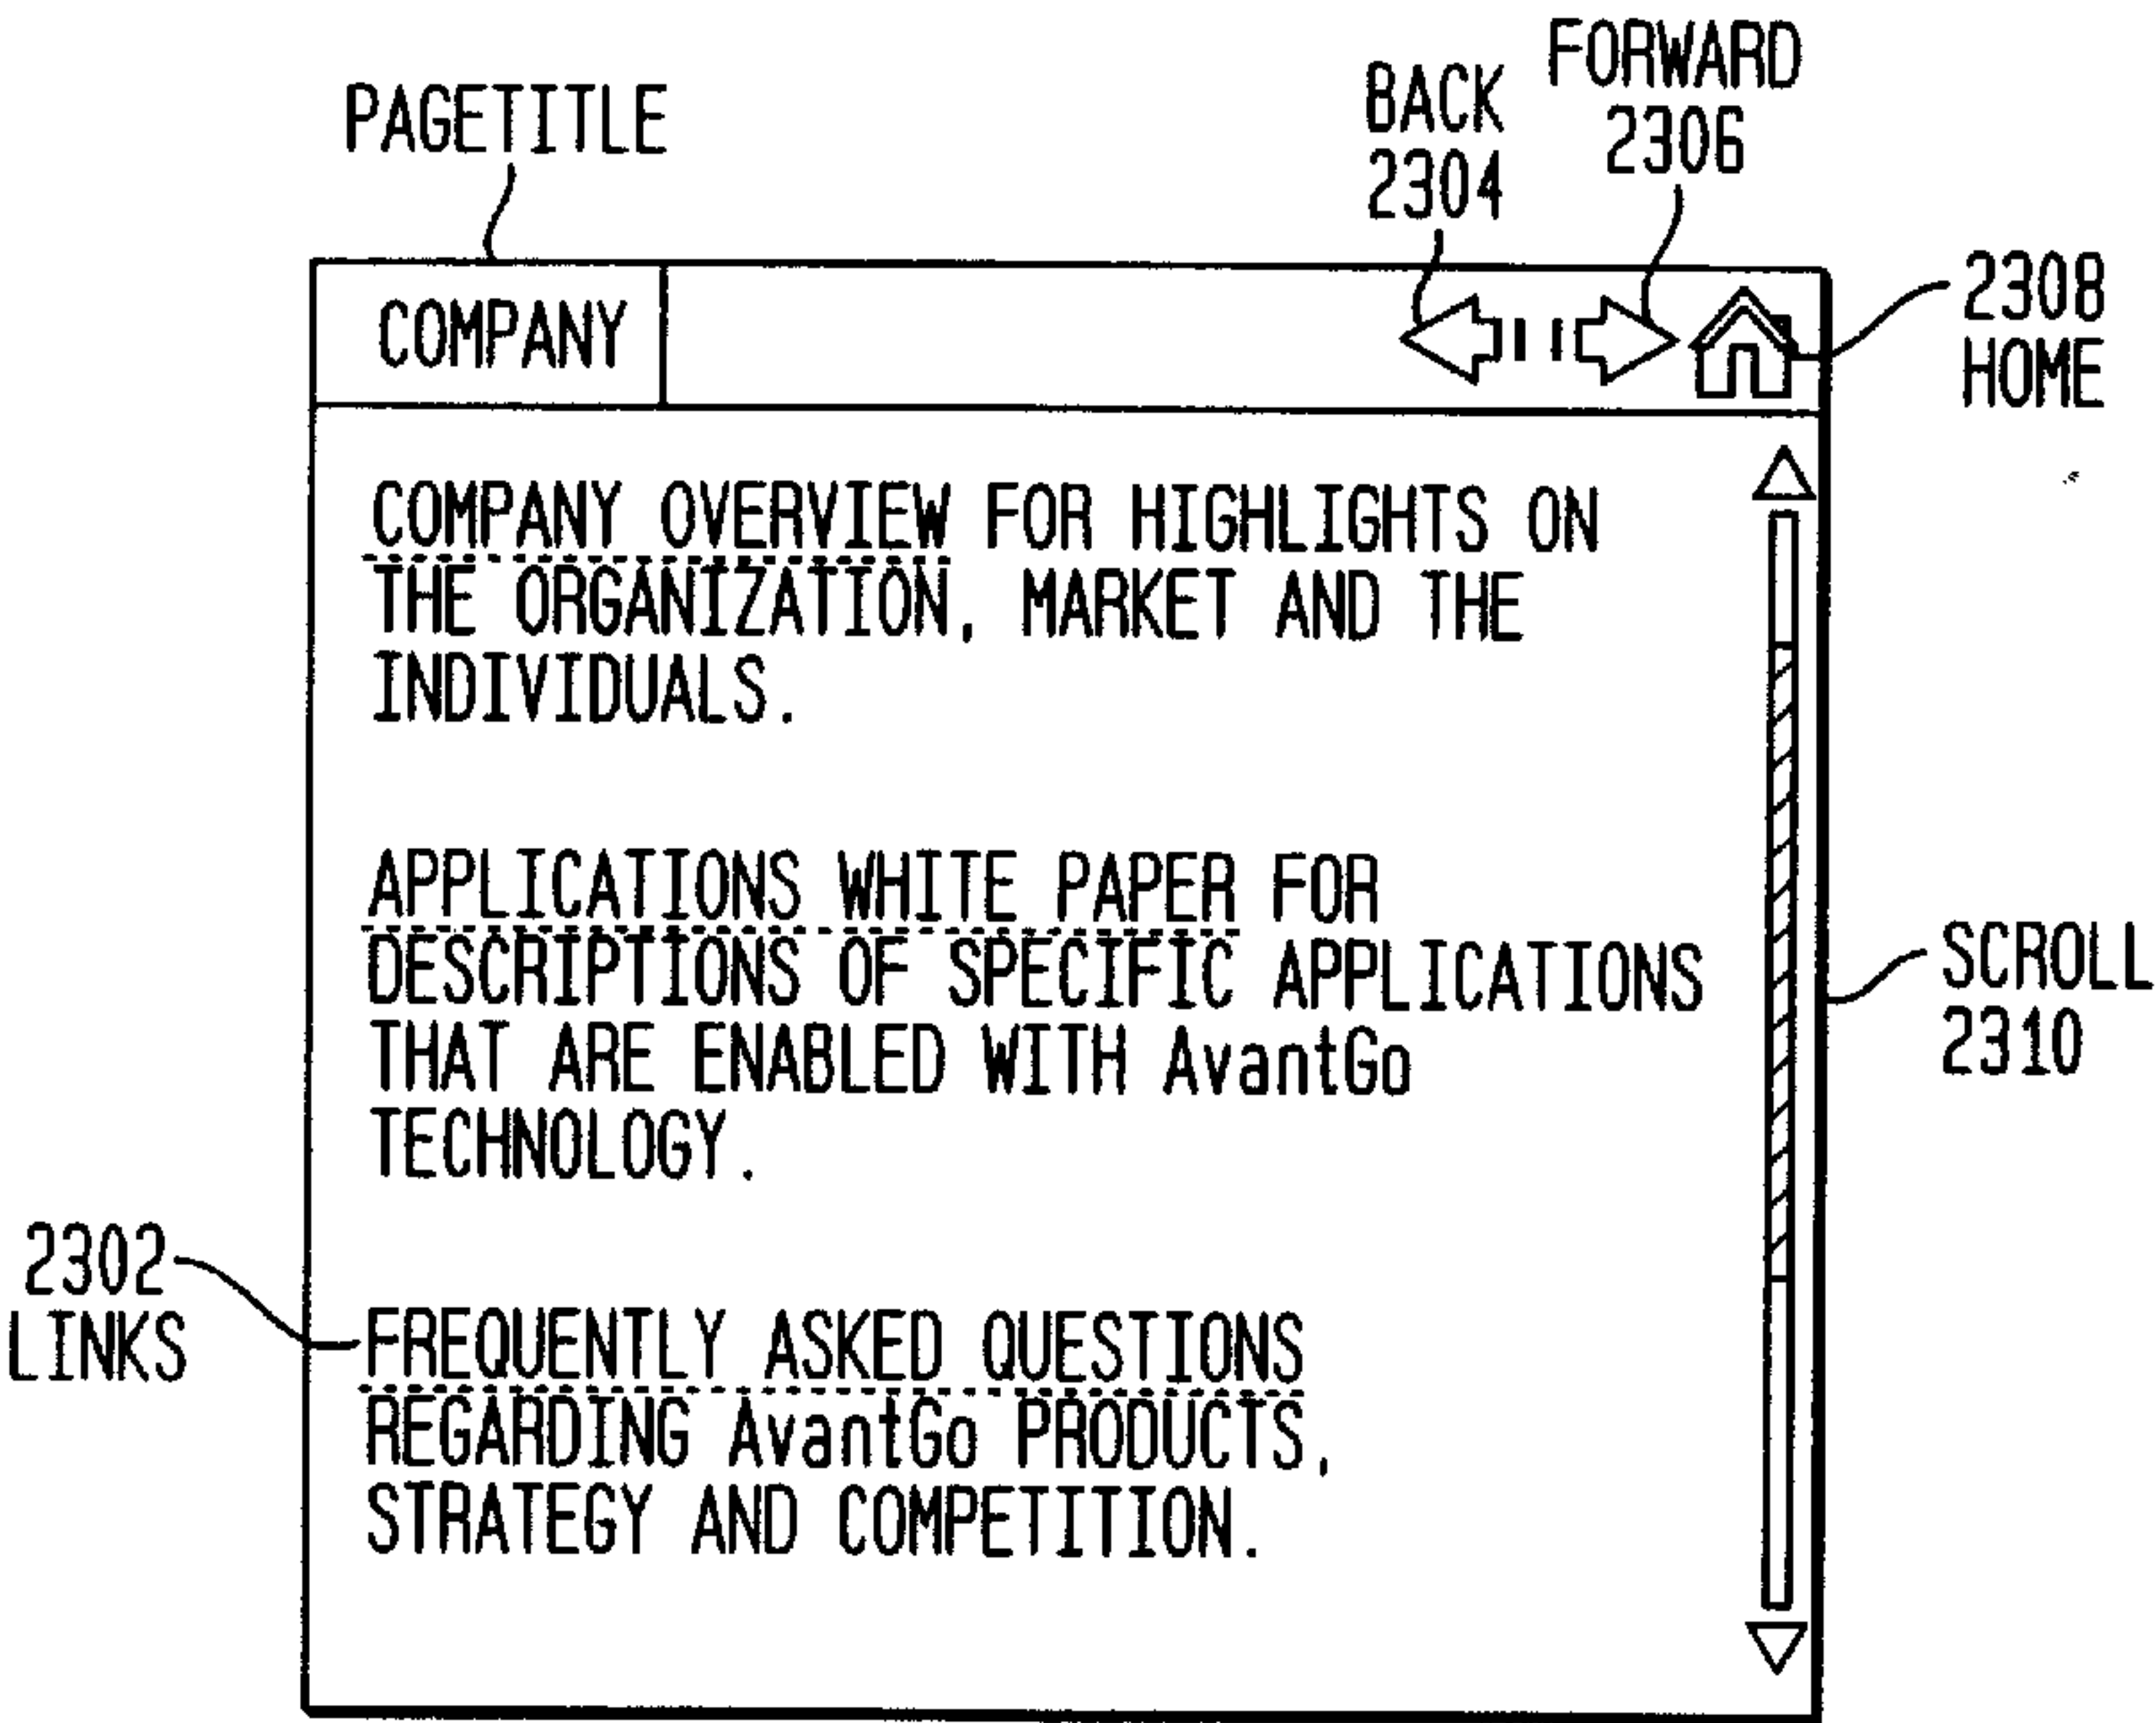 PAGETITLE
BACK
2304
FORWARD
2306
2308
HOME
COMPANY
COMPANY OVERVIEW FOR HIGHLIGHTS ON
THE ORGANIZATION, MARKET AND THE
INDIVIDUALS.
APPLICATIONS WHITE PAPER FOR
DESCRIPTIONS OF SPECIFIC APPLICATIONS
THAT ARE ENABLED WITH AvantGo
TECHNOLOGY.
SCROLL
2310
2302
LINKS
FREQUENTLY ASKED QUESTIONS
REGARDING AvantGo PRODUCTS,
STRATEGY AND COMPETITION.